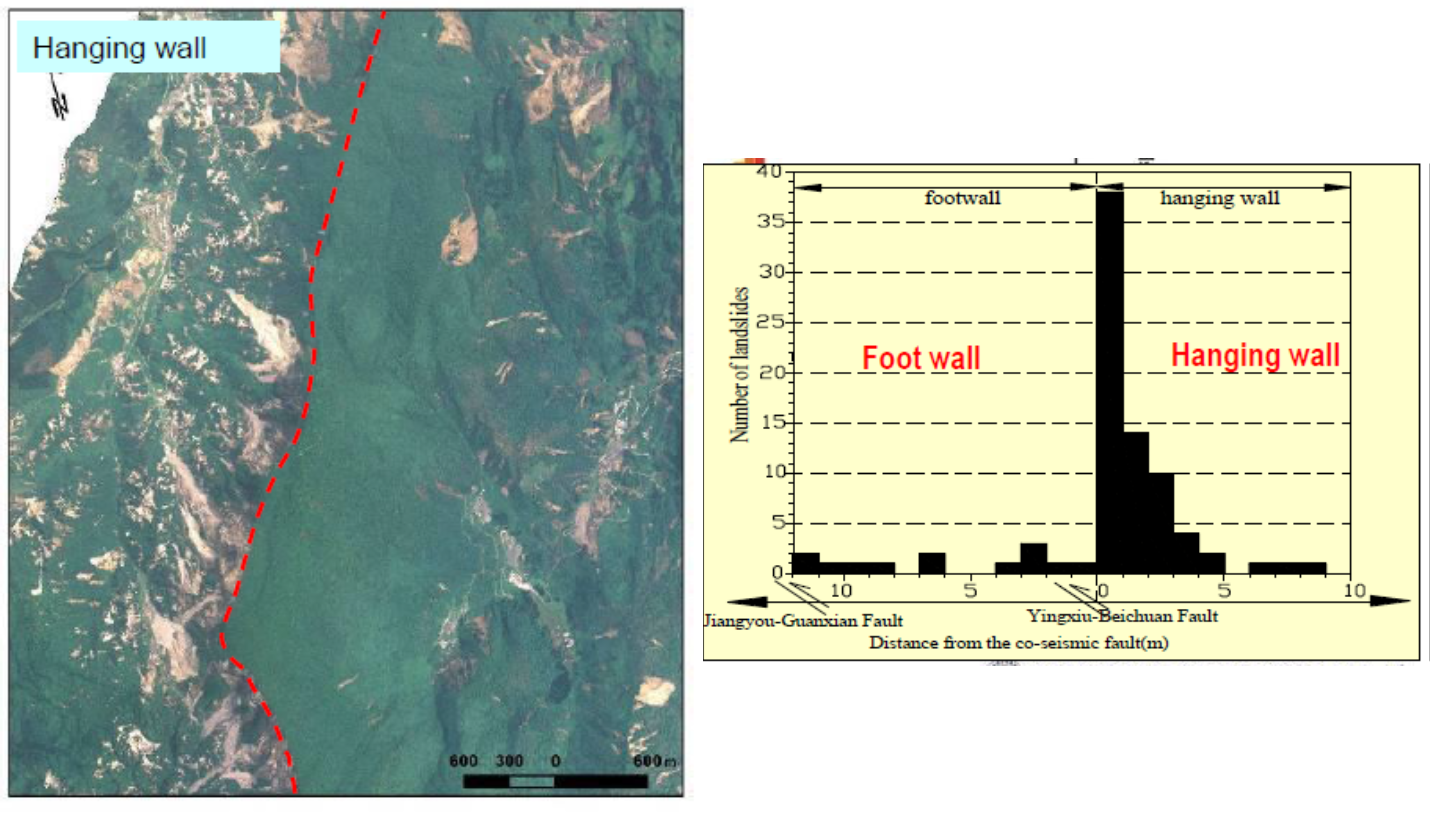 Hanging wall
N
600 300 0 600 m
40
footwall hanging wall
35
30
25
Foot wall Hanging wall
20
15
10
5
0
Number of landslides
10 5 0 5 10
Jiangyou-Guanxian Fault Yingxiu-Beichuan Fault
Distance from the co-seismic fault(m)